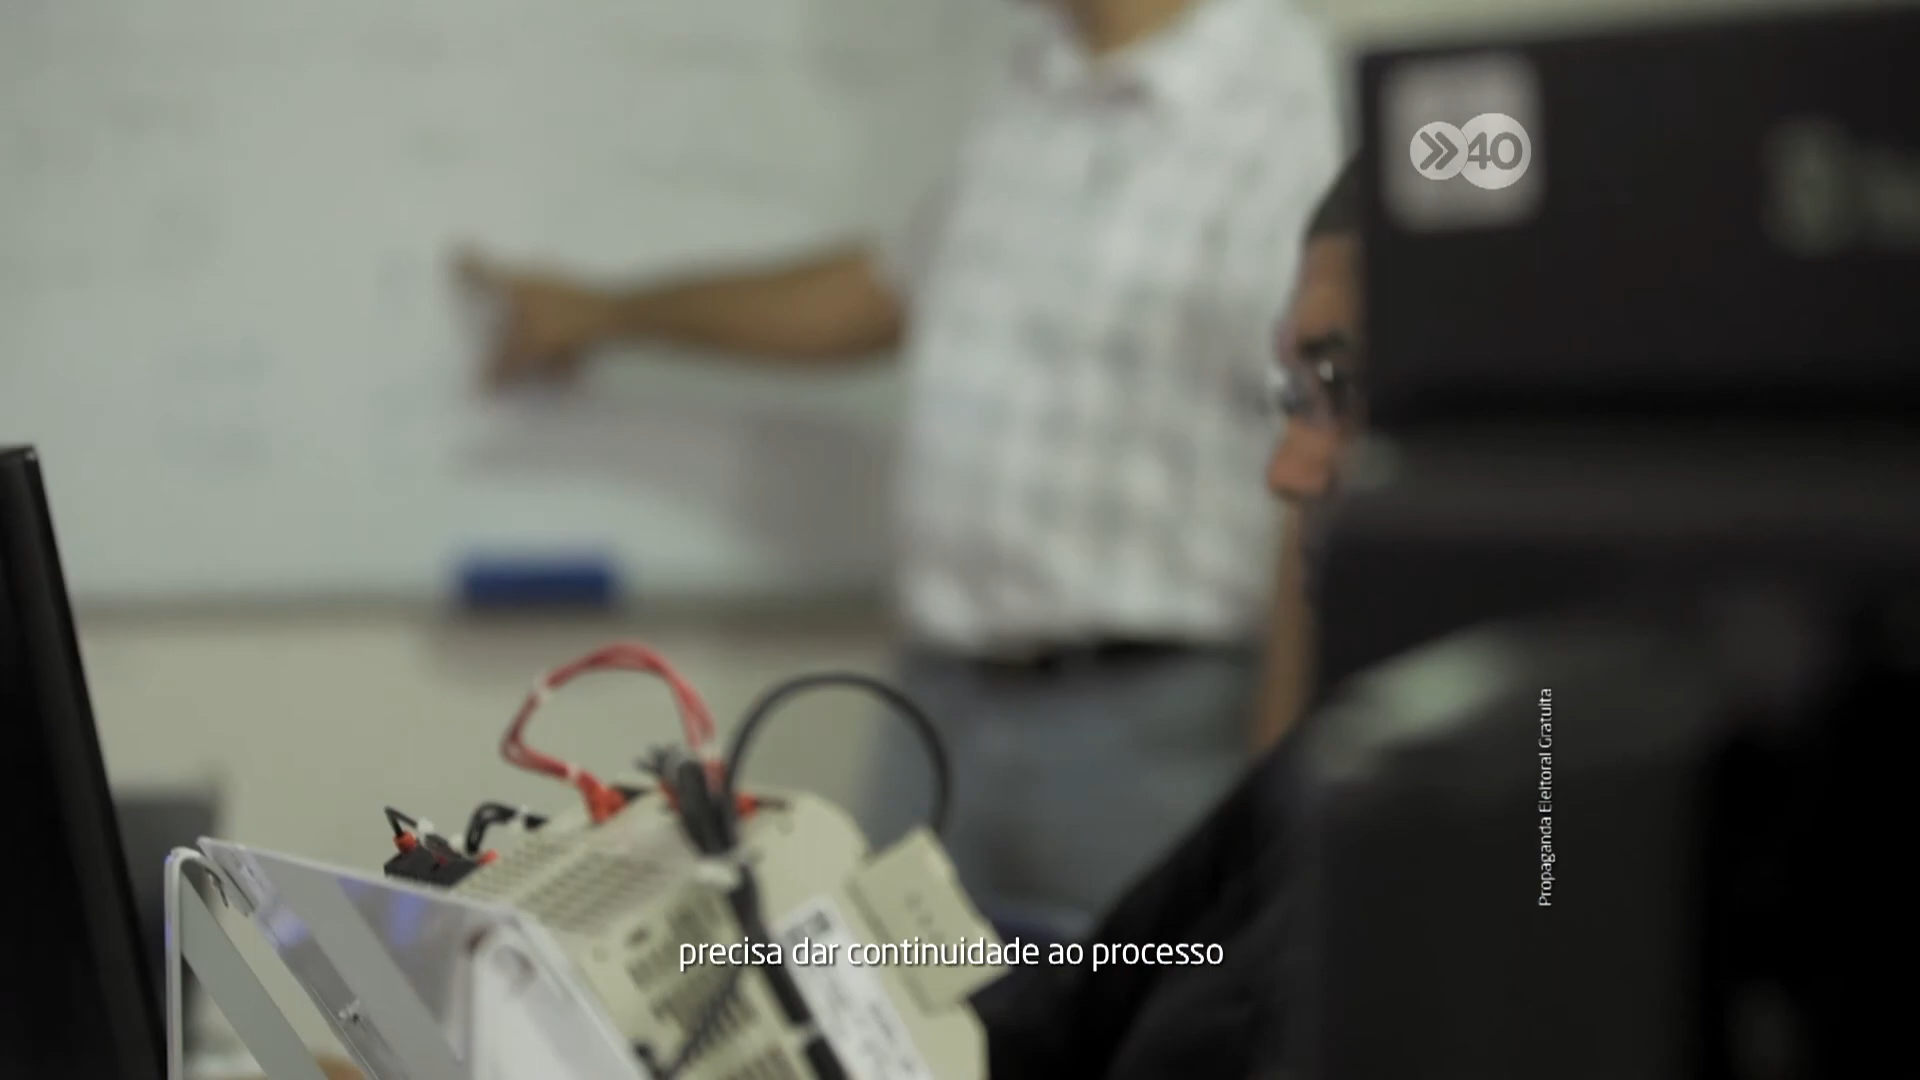 40
precisa dar continuidade ao processo
Propaganda Eleitoral Gratuita